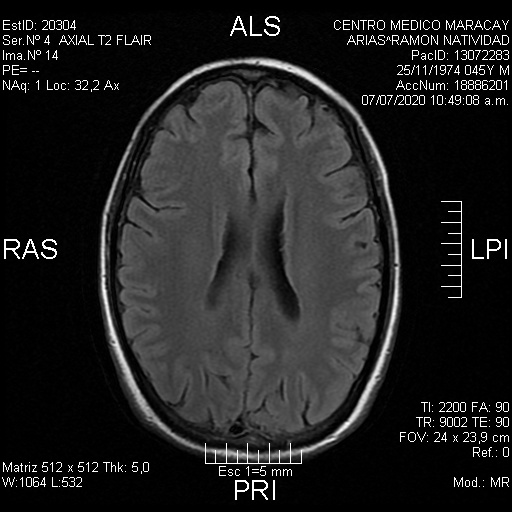 ALS
EstID: 20304
Ser.Nº 4 AXIAL T2 FLAIR
Ima.Nº 14
PE= --
NAq: 1 Loc: 32,2 Ax
CENTRO MEDICO MARACAY
ARIAS^RAMON NATIVIDAD
PacID: 13072283
25/11/1974 045Y M
AccNum: 18886201
07/07/2020 10:49:08 a.m.
RAS
LPI
TI: 2200 FA: 90
TR: 9002 TE: 90
FOV: 24 x 23,9 cm
Ref.: 0
Matriz 512 x 512 Thk: 5,0
W:1064 L:532
Esc 1=5 mm
PRI
Mod.: MR